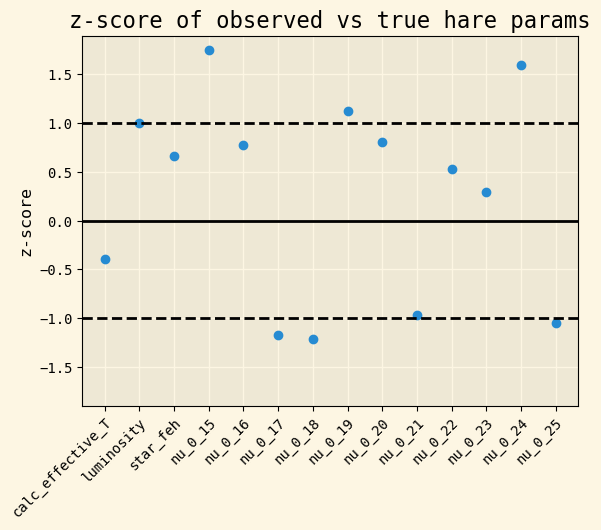 z-score of observed vs true hare params
z-score
1.5
1.0
0.5
0.0
−0.5
−1.0
−1.5
calc_effective_T
luminosity
star_feh
nu_0_15
nu_0_16
nu_0_17
nu_0_18
nu_0_19
nu_0_20
nu_0_21
nu_0_22
nu_0_23
nu_0_24
nu_0_25